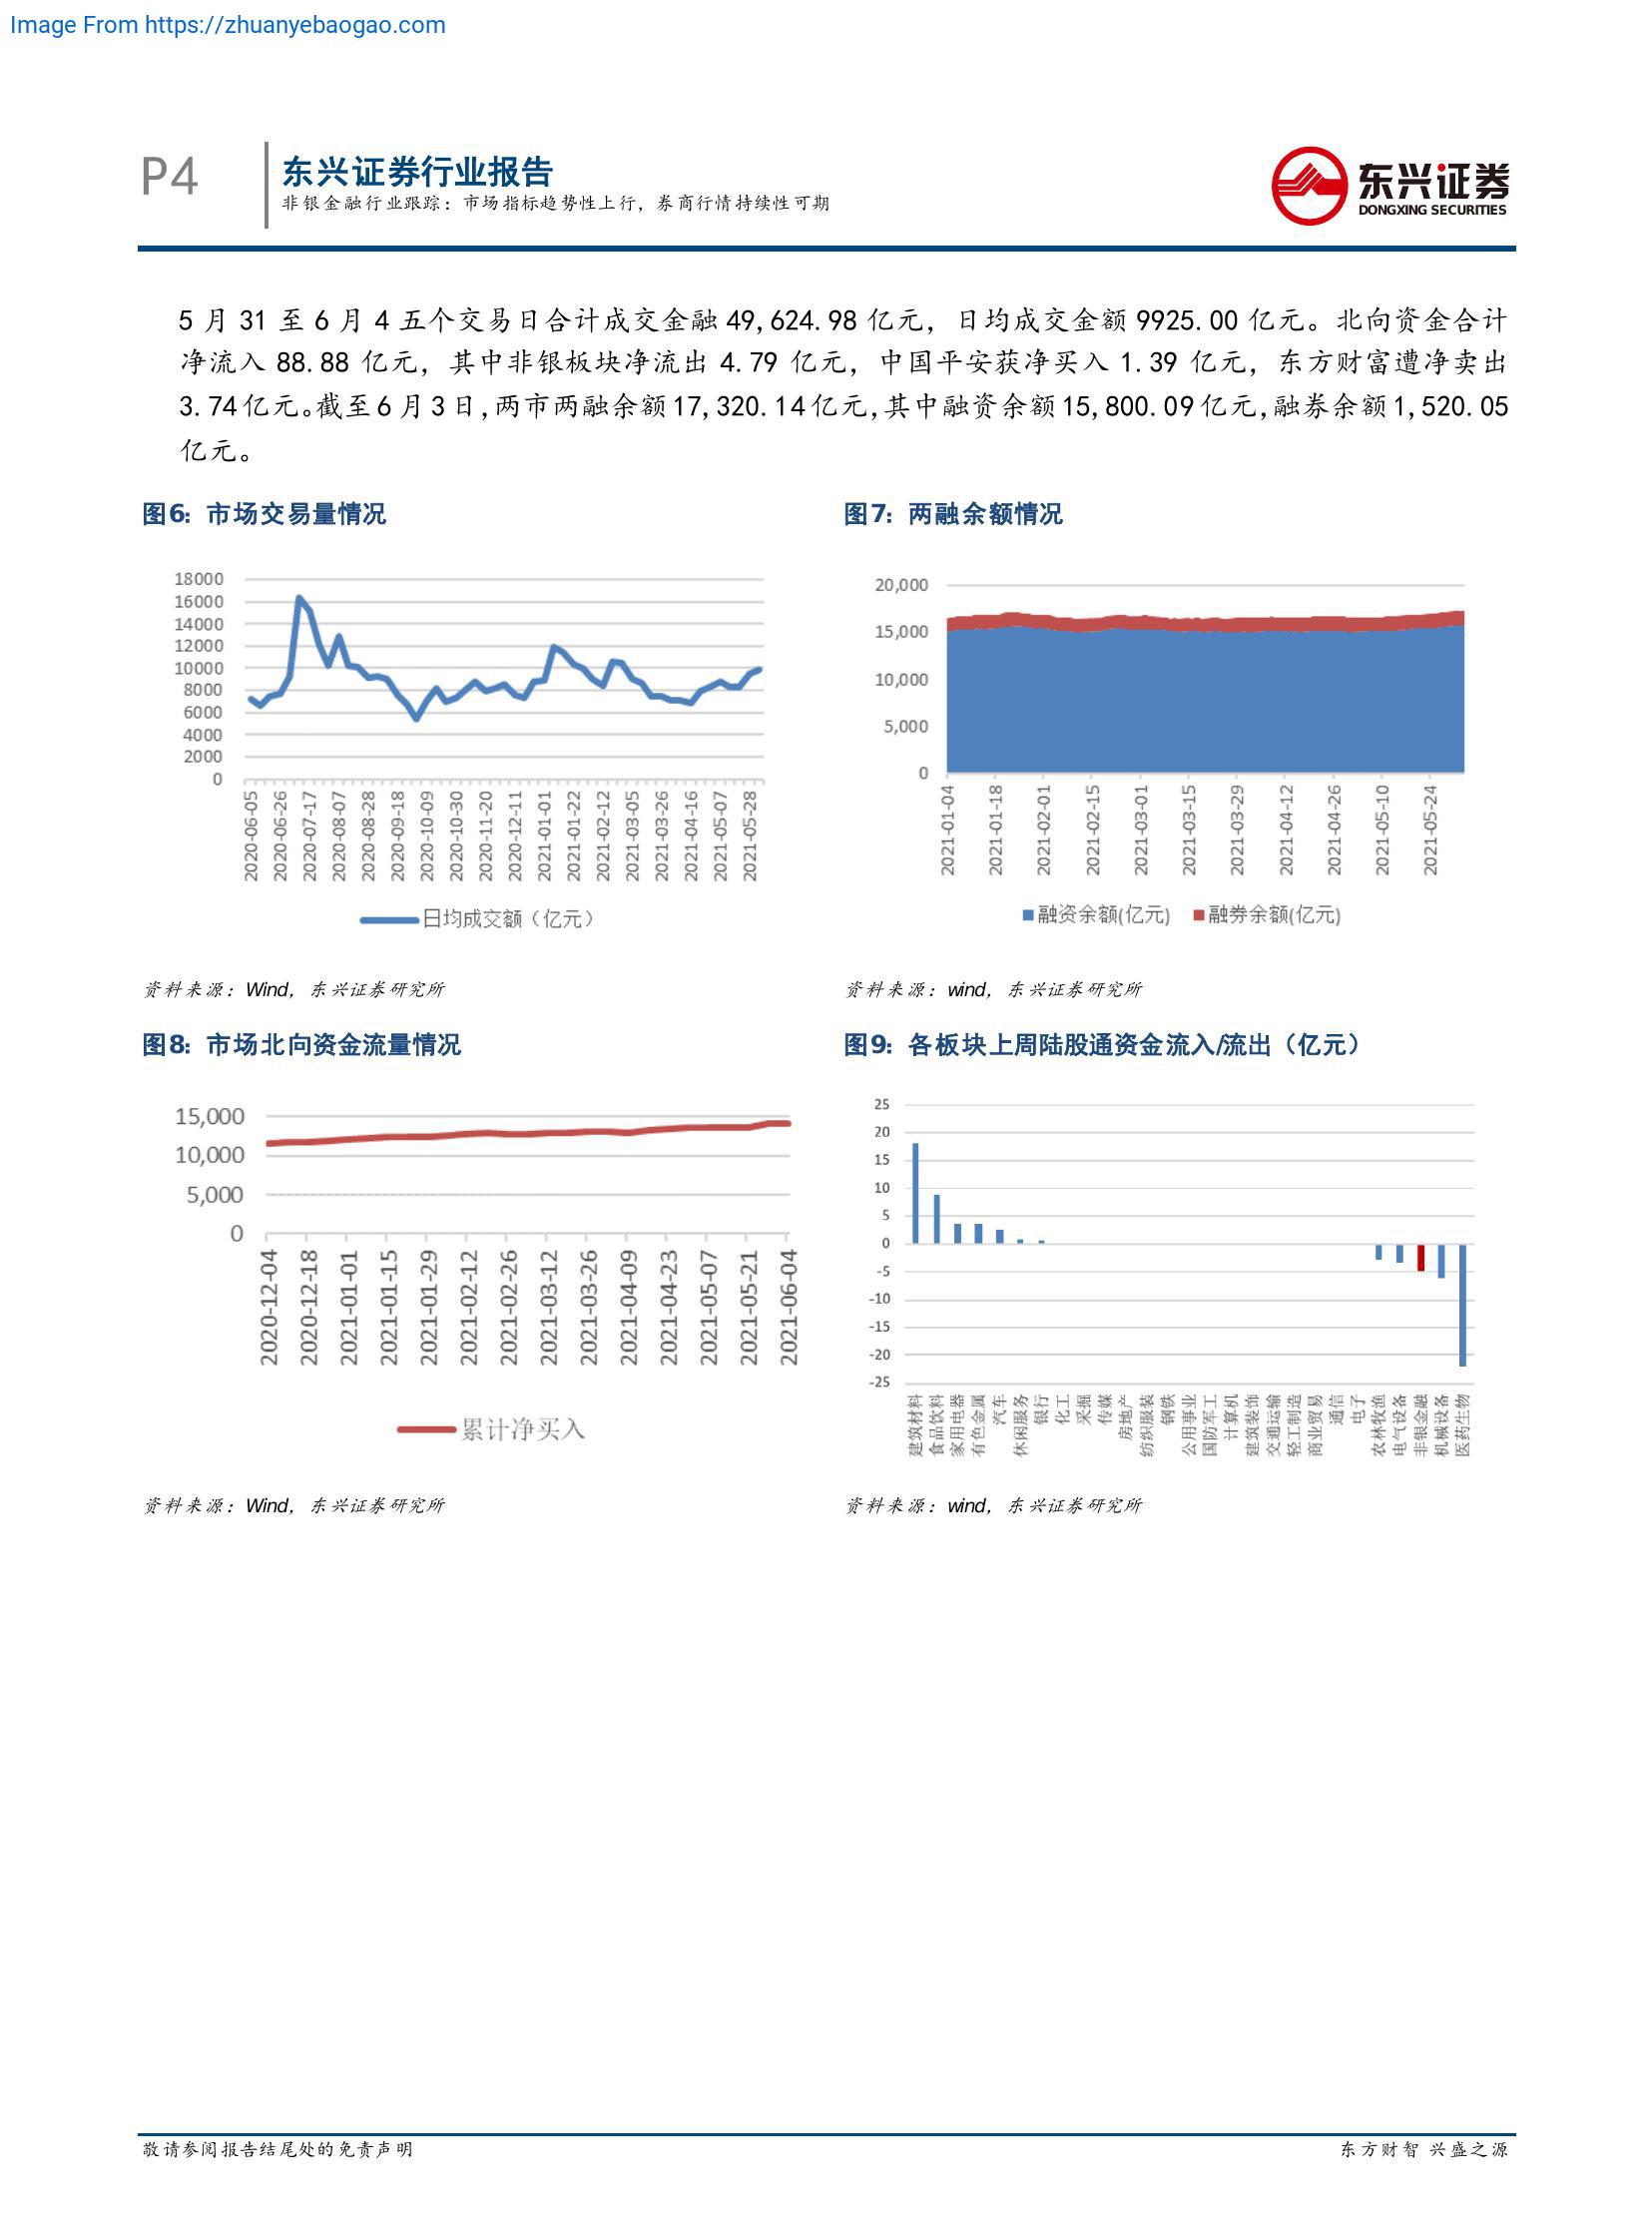 Image From https://zhuanyebaogao.com
P4
东兴证券行业报告
非银金融行业跟踪：市场指标趋势性上行，券商行情持续性可期
东兴证券
DONGXING SECURITIES
5 月 31 至 6 月 4 五个交易日合计成交金融 49,624.98 亿元，日均成交金额 9925.00 亿元。北向资金合计
净流入 88.88 亿元，其中非银板块净流出 4.79 亿元，中国平安获净买入 1.39 亿元，东方财富遭净卖出
3.74亿元。截至6月3日,两市两融余额17,320.14亿元,其中融资余额15,800.09亿元,融券余额1,520.05
亿元。
图6: 市场交易量情况
18000
16000
14000
12000
10000
8000
6000
4000
2000
0
2020-06-05
2020-06-26
2020-07-17
2020-08-07
2020-08-28
2020-09-18
2020-10-09
2020-10-30
2020-11-20
2020-12-11
2021-01-01
2021-01-22
2021-02-12
2021-03-05
2021-03-26
2021-04-16
2021-05-07
2021-05-28
日均成交额（亿元）
资料来源：Wind，东兴证券研究所
图7: 两融余额情况
20,000
15,000
10,000
5,000
0
2021-01-04
2021-01-18
2021-02-01
2021-02-15
2021-03-01
2021-03-15
2021-03-29
2021-04-12
2021-04-26
2021-05-10
2021-05-24
融资余额(亿元)
融券余额(亿元)
资料来源：wind，东兴证券研究所
图8: 市场北向资金流量情况
15,000
10,000
5,000
0
2020-12-04
2020-12-18
2021-01-01
2021-01-15
2021-01-29
2021-02-12
2021-02-26
2021-03-12
2021-03-26
2021-04-09
2021-04-23
2021-05-07
2021-05-21
2021-06-04
累计净买入
资料来源：Wind，东兴证券研究所
图9: 各板块上周陆股通资金流入/流出（亿元）
25
20
15
10
5
0
-5
-10
-15
-20
-25
建筑材料
食品饮料
家用电器
有色金属
汽车
休闲服务
银行
化工
采掘
传媒
房地产
纺织服装
钢铁
公用事业
国防军工
计算机
建筑装饰
交通运输
轻工制造
商业贸易
通信
电子
农林牧渔
电气设备
非银金融
机械设备
医药生物
资料来源：wind，东兴证券研究所
敬请参阅报告结尾处的免责声明
东方财智 兴盛之源